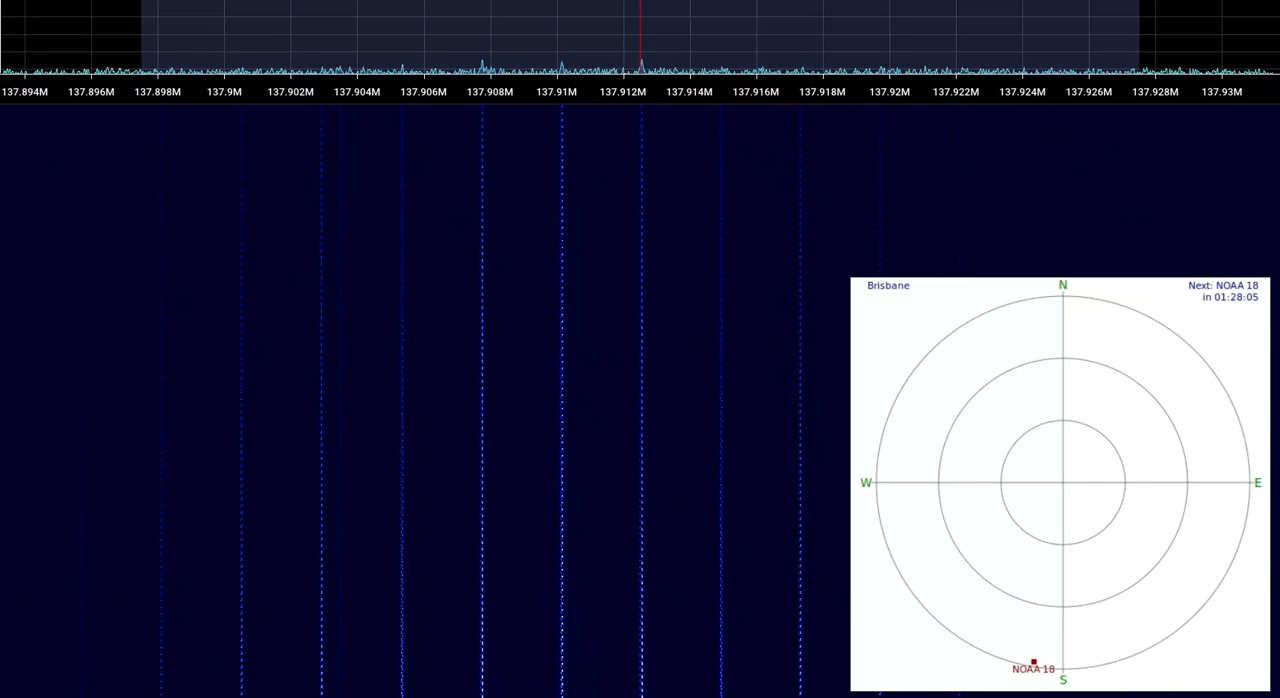 137.894M 137.896M 137.898M 137.9M 137.902M 137.904M 137.906M 137.908M 137.91M 137.912M 137.914M 137.916M 137.918M 137.92M 137.922M 137.924M 137.926M 137.928M 137.93M
N
Brisbane Next: NOAA 18
in 01:28:05
W E
NOAA 18
S